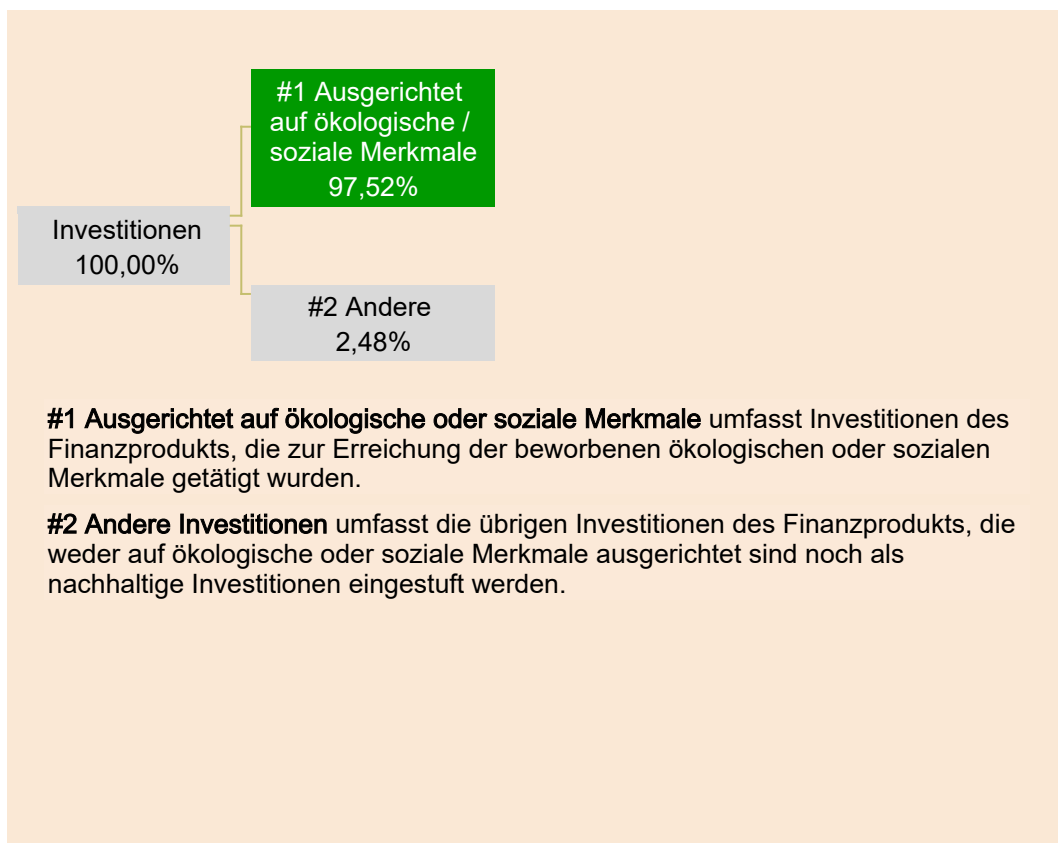 #1 Ausgerichtet
auf ökologische /
soziale Merkmale
97,52%
Investitionen
100,00%
#2 Andere
2,48%
#1 Ausgerichtet auf ökologische oder soziale Merkmale umfasst Investitionen des
Finanzprodukts, die zur Erreichung der beworbenen ökologischen oder sozialen
Merkmale getätigt wurden.
#2 Andere Investitionen umfasst die übrigen Investitionen des Finanzprodukts, die
weder auf ökologische oder soziale Merkmale ausgerichtet sind noch als
nachhaltige Investitionen eingestuft werden.